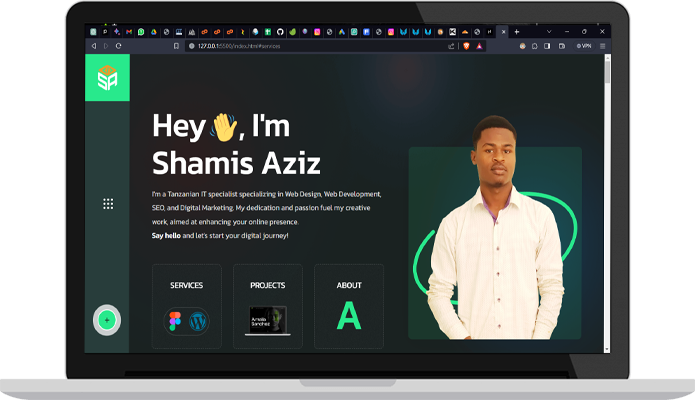 127.0.0.1:5500/index.html#services
VPN
SA
Hey 👋, I'm
Shamis Aziz
I'm a Tanzanian IT specialist specializing in Web Design, Web Development,
SEO, and Digital Marketing. My dedication and passion fuel my creative
work, aimed at enhancing your online presence.
Say hello and let's start your digital journey!
SERVICES
PROJECTS
ABOUT
Amelia
Sanchez
A